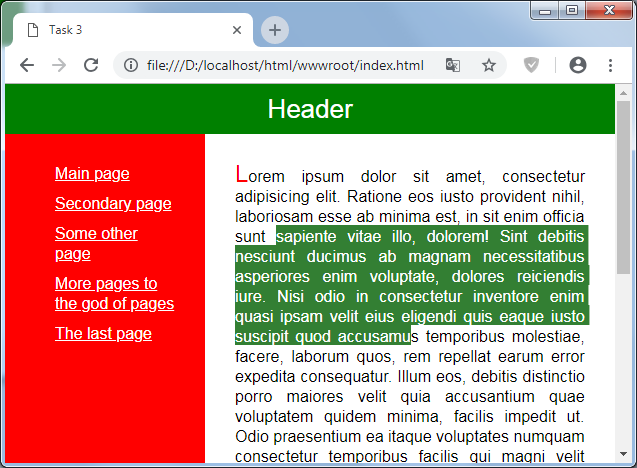 Task 3
file:///D:/localhost/html/wwwroot/index.html
Header
Main page
Secondary page
Some other
page
More pages to
the god of pages
The last page
Lorem ipsum dolor sit amet, consectetur
adipisicing elit. Ratione eos iusto provident nihil,
laboriosam esse ab minima est, in sit enim officia
sunt sapiente vitae illo, dolorem! Sint debitis
nesciunt ducimus ab magnam necessitatibus
asperiores enim voluptate, dolores reiciendis
iure. Nisi odio in consectetur inventore enim
quasi ipsam velit eius eligendi quis eaque iusto
suscipit quod accusamus temporibus molestiae,
facere, laborum quos, rem repellat earum error
expedita consequatur. Illum eos, debitis distinctio
porro maiores velit quia accusantium quae
voluptatem quidem minima, facilis impedit ut.
Odio praesentium ea itaque voluptates numquam
consectetur temporibus facilis qui magni velit